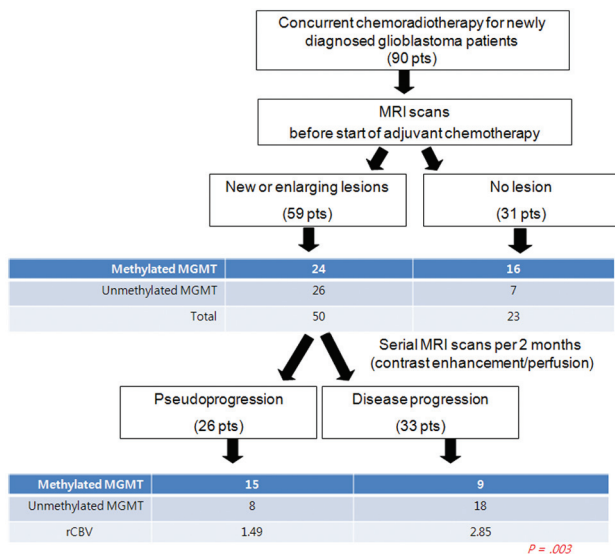 Concurrent chemoradiotherapy for newly
diagnosed glioblastoma patients
(90 pts)
MRI scans
before start of adjuvant chemotherapy
New or enlarging lesions
(59 pts)
No lesion
(31 pts)
Methylated MGMT 24 16
Unmethylated MGMT 26 7
Total 50 23
Serial MRI scans per 2 months
(contrast enhancement/perfusion)
Pseudoprogression
(26 pts)
Disease progression
(33 pts)
Methylated MGMT 15 9
Unmethylated MGMT 8 18
rCBV 1.49 2.85
P = .003